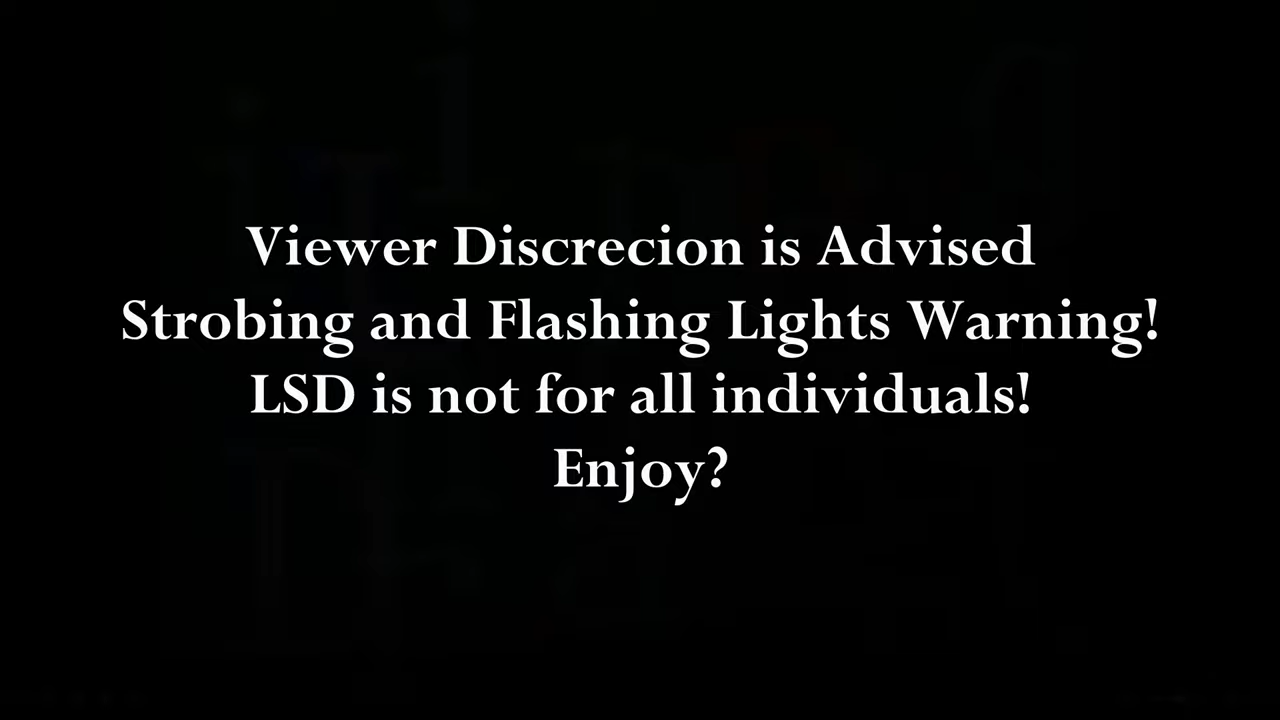 Viewer Discrecion is Advised
Strobing and Flashing Lights Warning!
LSD is not for all individuals!
Enjoy?